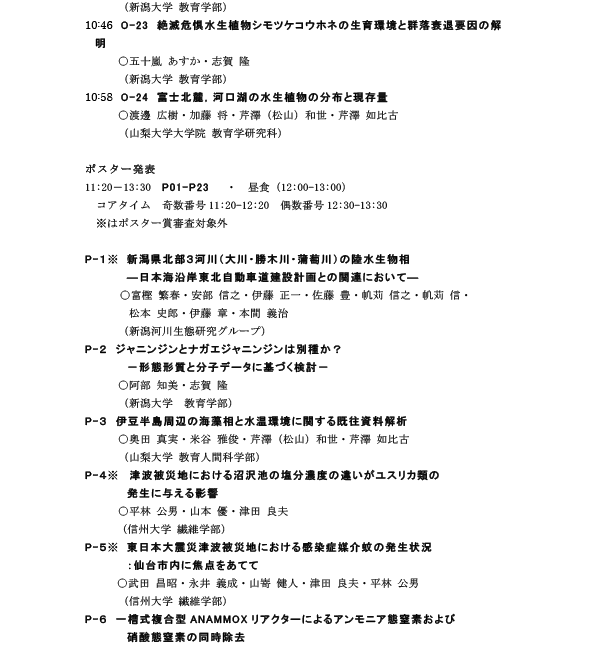 (新潟大学 教育学部)
10:46 O-23 絶滅危惧水生植物シモツケコウホネの生育環境と群落衰退要因の解
明
○五十嵐 あすか・志賀 隆
(新潟大学 教育学部)
10:58 O-24 富士北麓，河口湖の水生植物の分布と現存量
○渡邊 広樹・加藤 将・芹澤（松山）和世・芹澤 如比古
(山梨大学大学院 教育学研究科)
ポスター発表
11:20－13:30 P01-P23 ・ 昼食（12:00-13:00）
コアタイム 奇数番号 11:20-12:20 偶数番号 12:30-13:30
※はポスター賞審査対象外
P-1※ 新潟県北部３河川（大川・勝木川・蒲萄川）の陸水生物相
―日本海沿岸東北自動車道建設計画との関連において―
○富樫 繁春・安部 信之・伊藤 正一・佐藤 豊・帆苅 信之・帆苅 信・
松本 史郎・伊藤 章・本間 義治
(新潟河川生態研究グループ)
P-2 ジャニンジンとナガエジャニンジンは別種か？
－形態形質と分子データに基づく検討－
○阿部 知美・志賀 隆
(新潟大学 教育学部)
P-3 伊豆半島周辺の海藻相と水温環境に関する既往資料解析
○奥田 真実・米谷 雅俊・芹澤（松山）和世・芹澤 如比古
(山梨大学 教育人間科学部)
P-4※ 津波被災地における沼沢池の塩分濃度の違いがユスリカ類の
発生に与える影響
○平林 公男・山本 優・津田 良夫
(信州大学 繊維学部)
P-5※ 東日本大震災津波被災地における感染症媒介蚊の発生状況
：仙台市内に焦点をあてて
○武田 昌昭・永井 義成・山嵜 健人・津田 良夫・平林 公男
(信州大学 繊維学部)
P-6 一槽式複合型 ANAMMOX リアクターによるアンモニア態窒素および
硝酸態窒素の同時除去